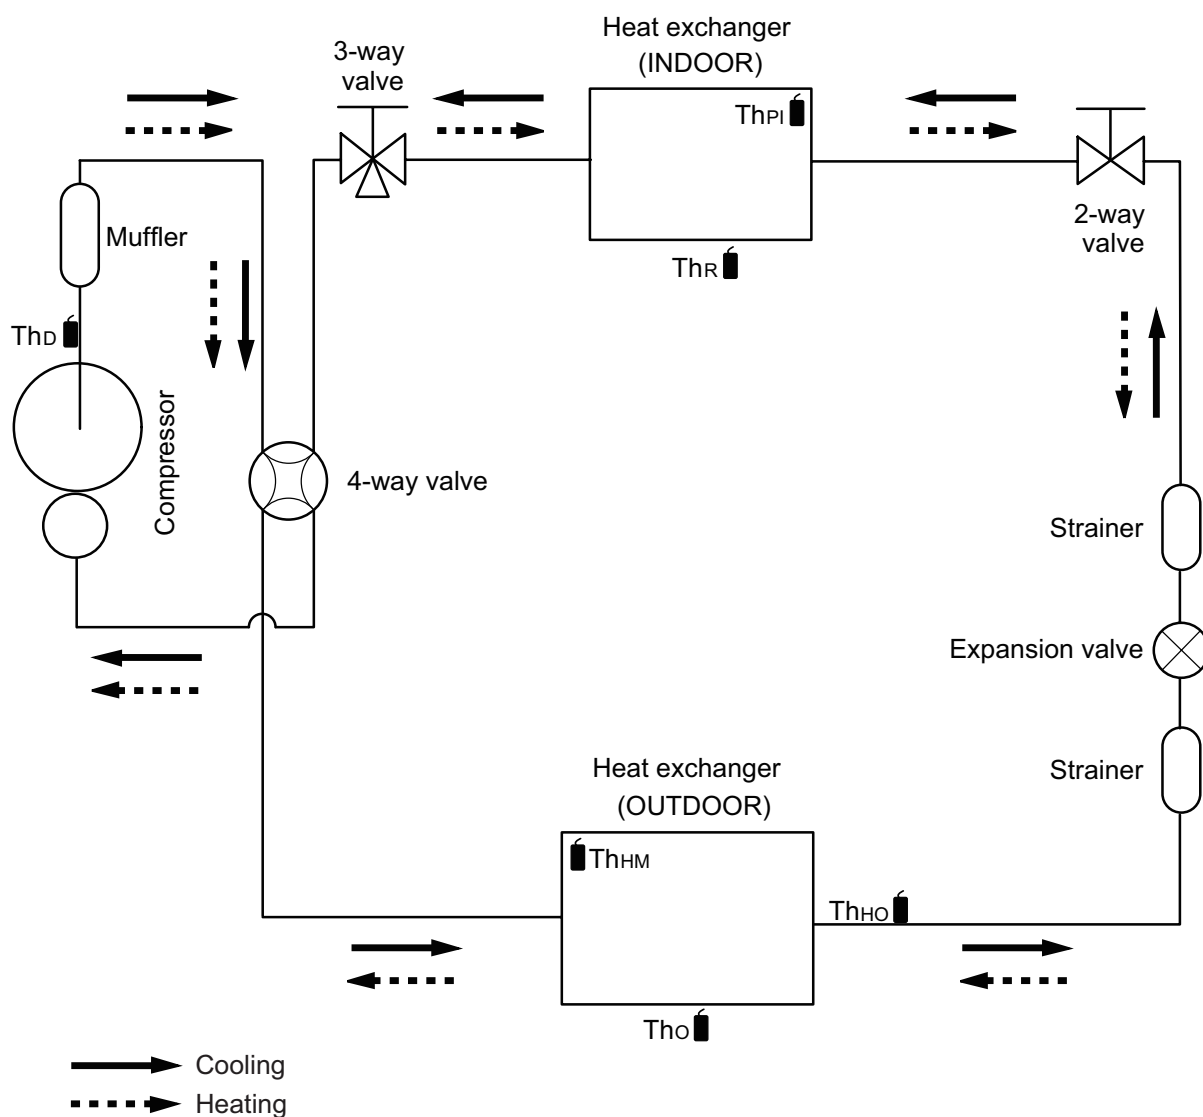 Heat exchanger
(INDOOR)
3-way
valve
ThPI
Muffler
2-way
valve
ThR
ThD
Compressor
4-way valve
Strainer
Expansion valve
Strainer
Heat exchanger
(OUTDOOR)
ThHM
ThHO
ThO
Cooling
Heating